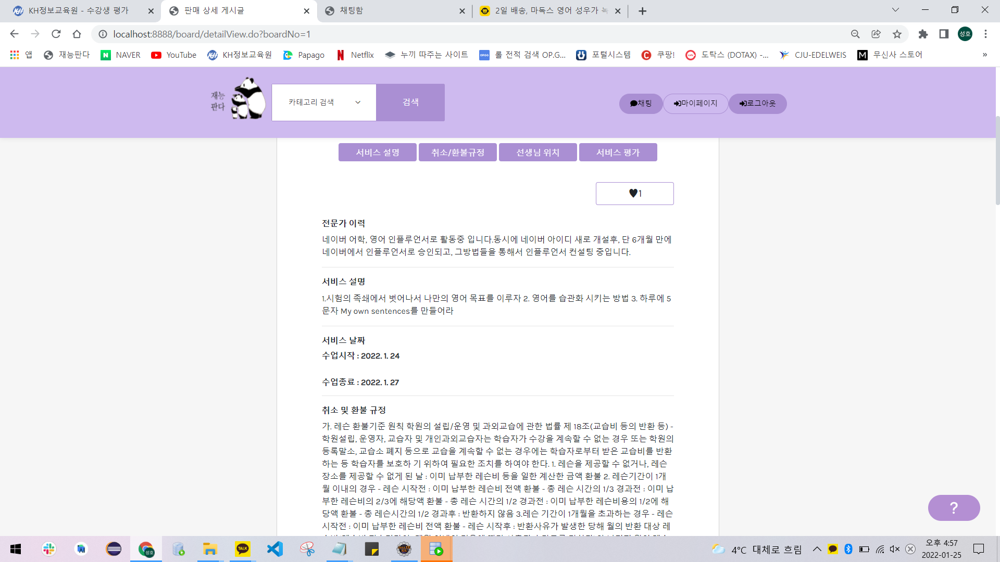 KH정보교육원 - 수강생 평가
판매 상세 게시글
채팅함
2일 배송, 마독스 영어 성우가 녹
localhost:8888/board/detailView.do?boardNo=1
성호
앱 재능판다 NAVER YouTube KH정보교육원 Papago Netflix 누끼 따주는 사이트 롤 전적 검색 OP.G... 포털시스템 쿠팡! 도탁스 (DOTAX) -... CJU-EDELWEIS 무신사 스토어 »
재능
판다
카테고리 검색
검색
채팅 마이페이지 로그아웃
서비스 설명 취소/환불규정 선생님 위치 서비스 평가
♥1
전문가 이력
네이버 어학, 영어 인플루언서로 활동중 입니다.동시에 네이버 아이디 새로 개설후, 단 6개월 만에
네이버에서 인플루언서로 승인되고, 그방법들을 통해서 인플루언서 컨설팅 중입니다.
서비스 설명
1.시험의 족쇄에서 벗어나서 나만의 영어 목표를 이루자 2. 영어를 습관화 시키는 방법 3. 하루에 5
문자 My own sentences를 만들어라
서비스 날짜
수업시작 : 2022. 1. 24
수업종료 : 2022. 1. 27
취소 및 환불 규정
가. 레슨 환불기준 원칙 학원의 설립/운영 및 과외교습에 관한 법률 제 18조(교습비 등의 반환 등) -
학원설립, 운영자, 교습자 및 개인과외교습자는 학습자가 수강을 계속할 수 없는 경우 또는 학원의
등록말소, 교습소 폐지 등으로 교습을 계속할 수 없는 경우에는 학습자로부터 받은 교습비를 반환
하는 등 학습자를 보호하 기 위하여 필요한 조치를 하여야 한다. 1. 레슨을 제공할 수 없거나, 레슨
장소를 제공할 수 없게 된 날 : 이미 납부한 레슨비 등을 일한 계산한 금액 환불 2. 레슨기간이 1개
월 이내의 경우 - 레슨 시작전 : 이미 납부한 레슨비 전액 환불 - 총 레슨 시간의 1/3 경과전 : 이미 납
부한 레슨비의 2/3에 해당액 환불 - 총 레슨 시간의 1/2 경과전 : 이미 납부한 레슨비용의 1/2에 해
당액 환불 - 총 레슨시간의 1/2 경과후 : 반환하지 않음 3.레슨 기간이 1개월을 초과하는 경우 - 레슨
시작전 : 이미 납부한 레슨비 전액 환불 - 레슨 시작후 : 반환사유가 발생한 당해 월의 반환 대상 레
?
성호
TALK
4°C 대체로 흐림
오후 4:57
2022-01-25